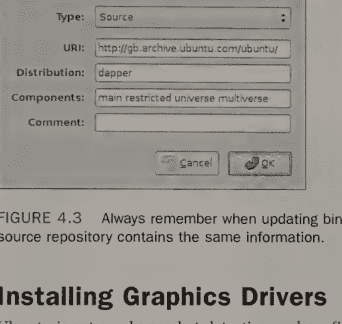 Type: Source
URI: http://gb.archive.ubuntu.com/ubuntu/
Distribution: dapper
Components: main restricted universe multiverse
Comment:
Cancel OK
FIGURE 4.3 Always remember when updating bin
source repository contains the same information.
Installing Graphics Drivers